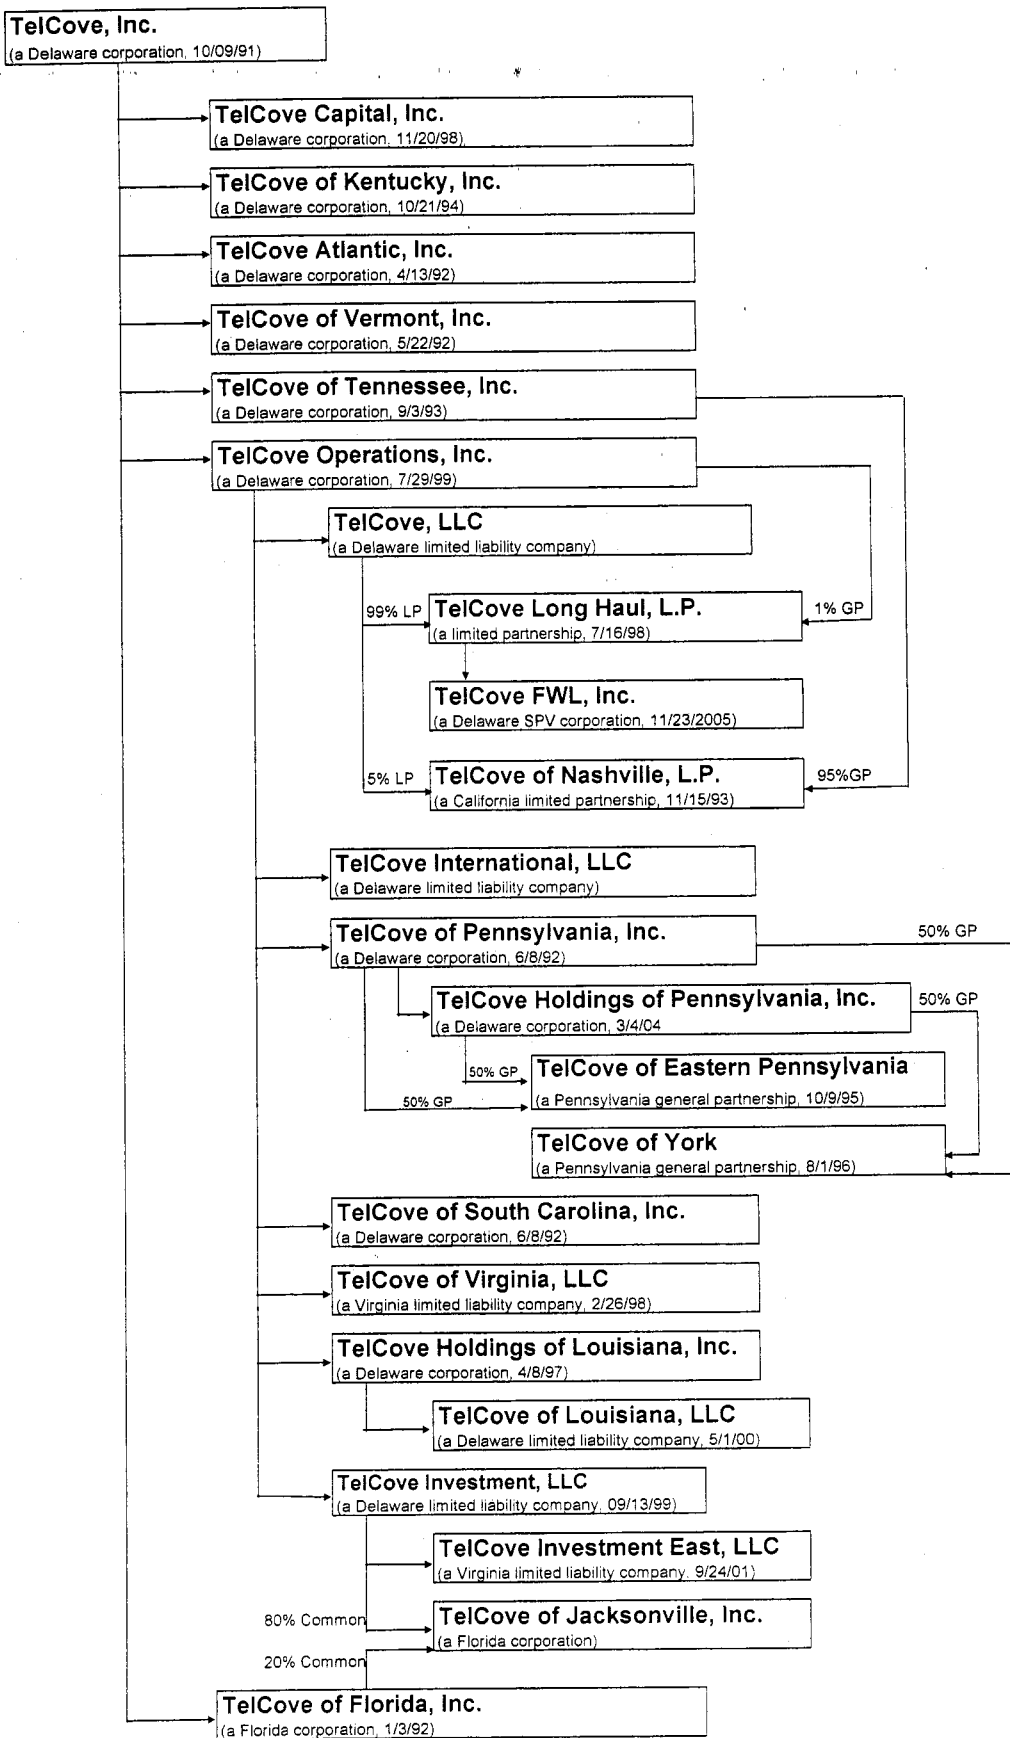 TelCove, Inc.
(a Delaware corporation, 10/09/91)
TelCove Capital, Inc.
(a Delaware corporation, 11/20/98)
TelCove of Kentucky, Inc.
(a Delaware corporation, 10/21/94)
TelCove Atlantic, Inc.
(a Delaware corporation, 4/13/92)
TelCove of Vermont, Inc.
(a Delaware corporation, 5/22/92)
TelCove of Tennessee, Inc.
(a Delaware corporation, 9/3/93)
TelCove Operations, Inc.
(a Delaware corporation, 7/29/99)
TelCove, LLC
(a Delaware limited liability company)
99% LP
TelCove Long Haul, L.P.
(a limited partnership, 7/16/98)
1% GP
TelCove FWL, Inc.
(a Delaware SPV corporation, 11/23/2005)
5% LP
TelCove of Nashville, L.P.
(a California limited partnership, 11/15/93)
95%GP
TelCove International, LLC
(a Delaware limited liability company)
TelCove of Pennsylvania, Inc.
(a Delaware corporation, 6/8/92)
50% GP
TelCove Holdings of Pennsylvania, Inc.
(a Delaware corporation, 3/4/04
50% GP
50% GP
TelCove of Eastern Pennsylvania
(a Pennsylvania general partnership, 10/9/95)
50% GP
TelCove of York
(a Pennsylvania general partnership, 8/1/96)
TelCove of South Carolina, Inc.
(a Delaware corporation, 6/8/92)
TelCove of Virginia, LLC
(a Virginia limited liability company, 2/26/98)
TelCove Holdings of Louisiana, Inc.
(a Delaware corporation, 4/8/97)
TelCove of Louisiana, LLC
(a Delaware limited liability company, 5/1/00)
TelCove Investment, LLC
(a Delaware limited liability company, 09/13/99)
TelCove Investment East, LLC
(a Virginia limited liability company, 9/24/01)
80% Common
TelCove of Jacksonville, Inc.
(a Florida corporation)
20% Common
TelCove of Florida, Inc.
(a Florida corporation, 1/3/92)